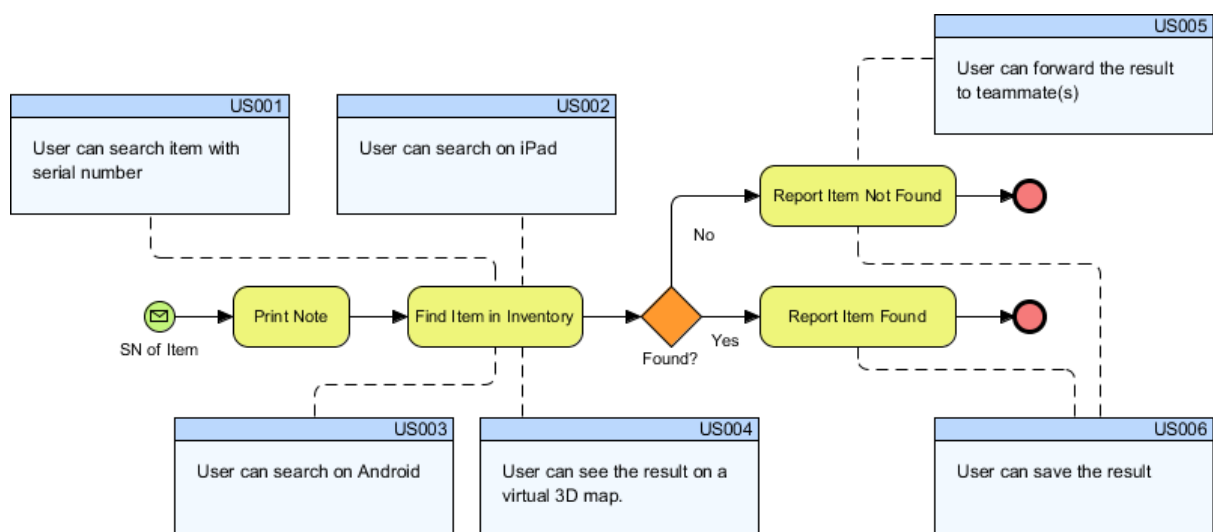 US005
User can forward the result
to teammate(s)
US001
User can search item with
serial number
US002
User can search on iPad
Report Item Not Found
No
Print Note
Find Item in Inventory
Report Item Found
SN of Item
Yes
Found?
US003
User can search on Android
US004
User can see the result on a
virtual 3D map.
US006
User can save the result